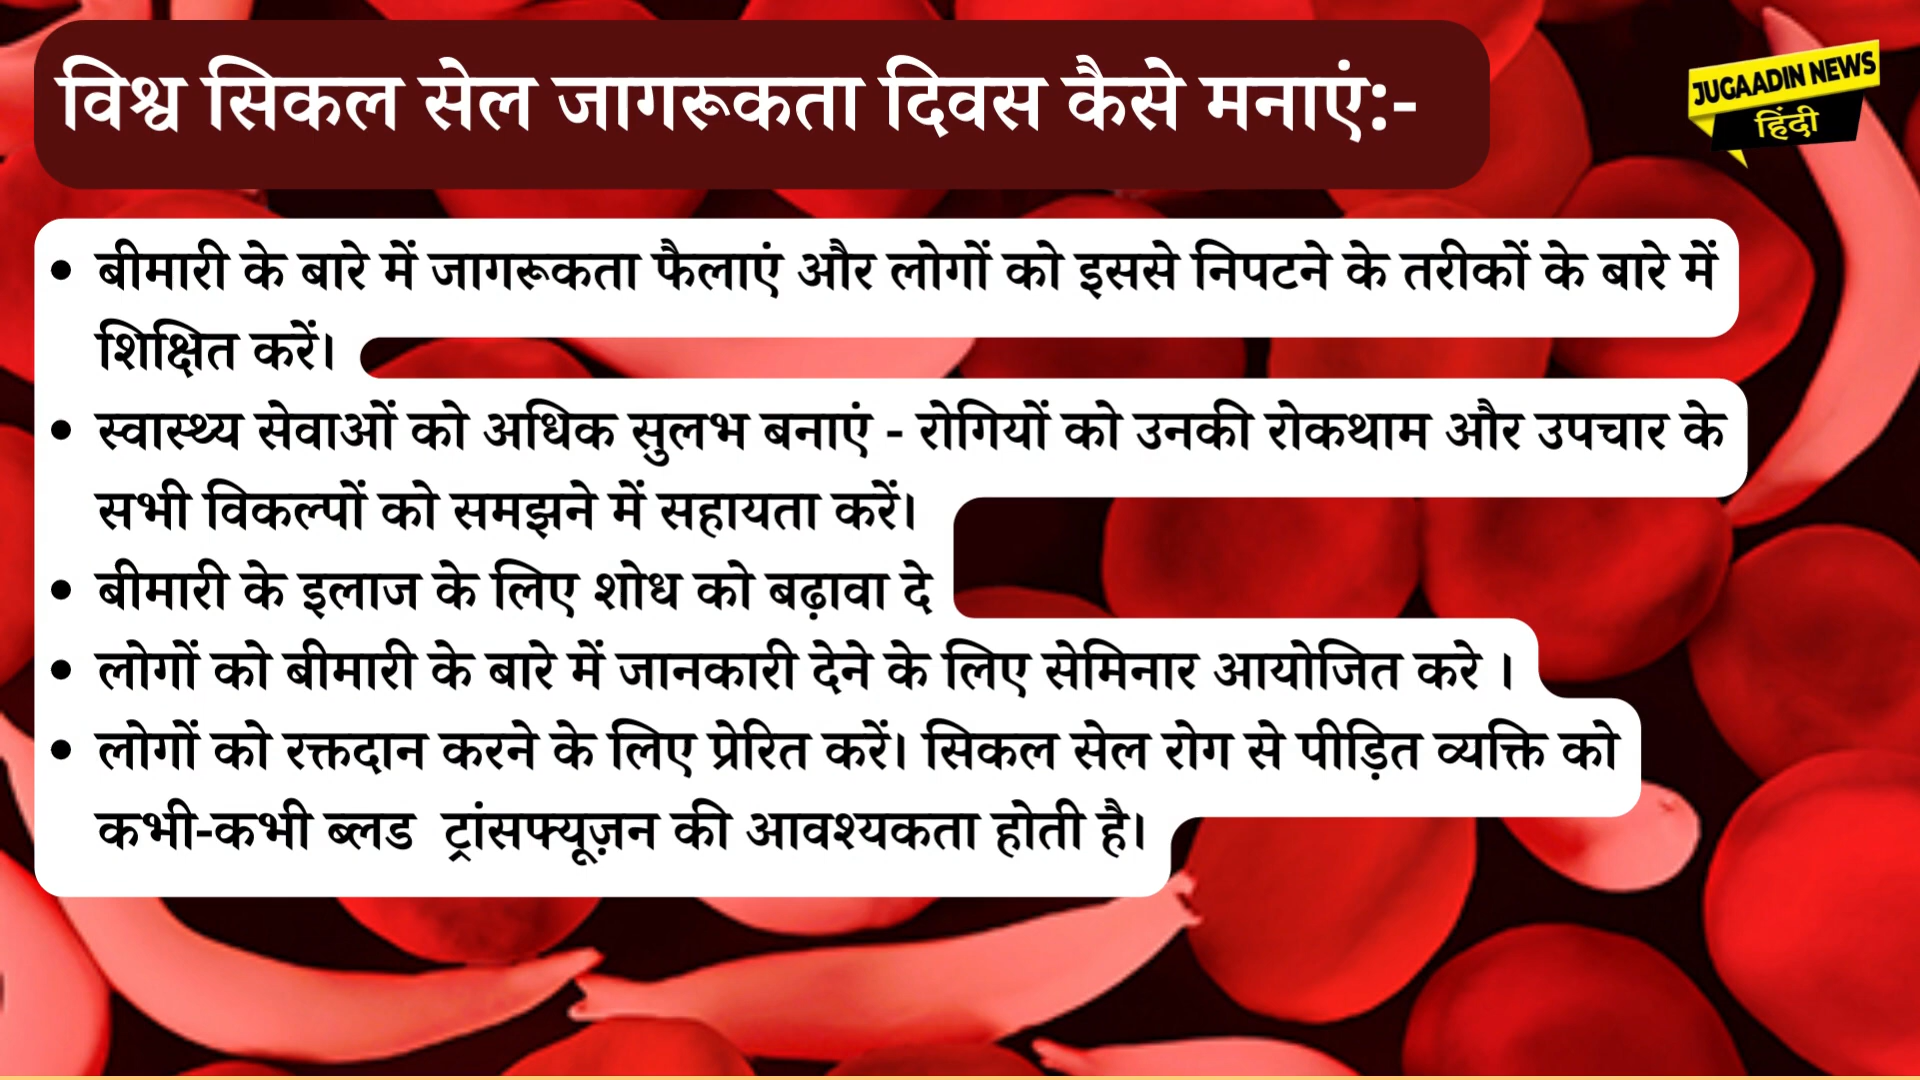 विश्व सिकल सेल जागरूकता दिवस कैसे मनाएं:-
JUGAADIN NEWS
हिंदी
• बीमारी के बारे में जागरूकता फैलाएं और लोगों को इससे निपटने के तरीकों के बारे में
शिक्षित करें।
• स्वास्थ्य सेवाओं को अधिक सुलभ बनाएं - रोगियों को उनकी रोकथाम और उपचार के
सभी विकल्पों को समझने में सहायता करें।
• बीमारी के इलाज के लिए शोध को बढ़ावा दे
• लोगों को बीमारी के बारे में जानकारी देने के लिए सेमिनार आयोजित करे ।
• लोगों को रक्तदान करने के लिए प्रेरित करें। सिकल सेल रोग से पीड़ित व्यक्ति को
कभी-कभी ब्लड  ट्रांसफ्यूज़न की आवश्यकता होती है।